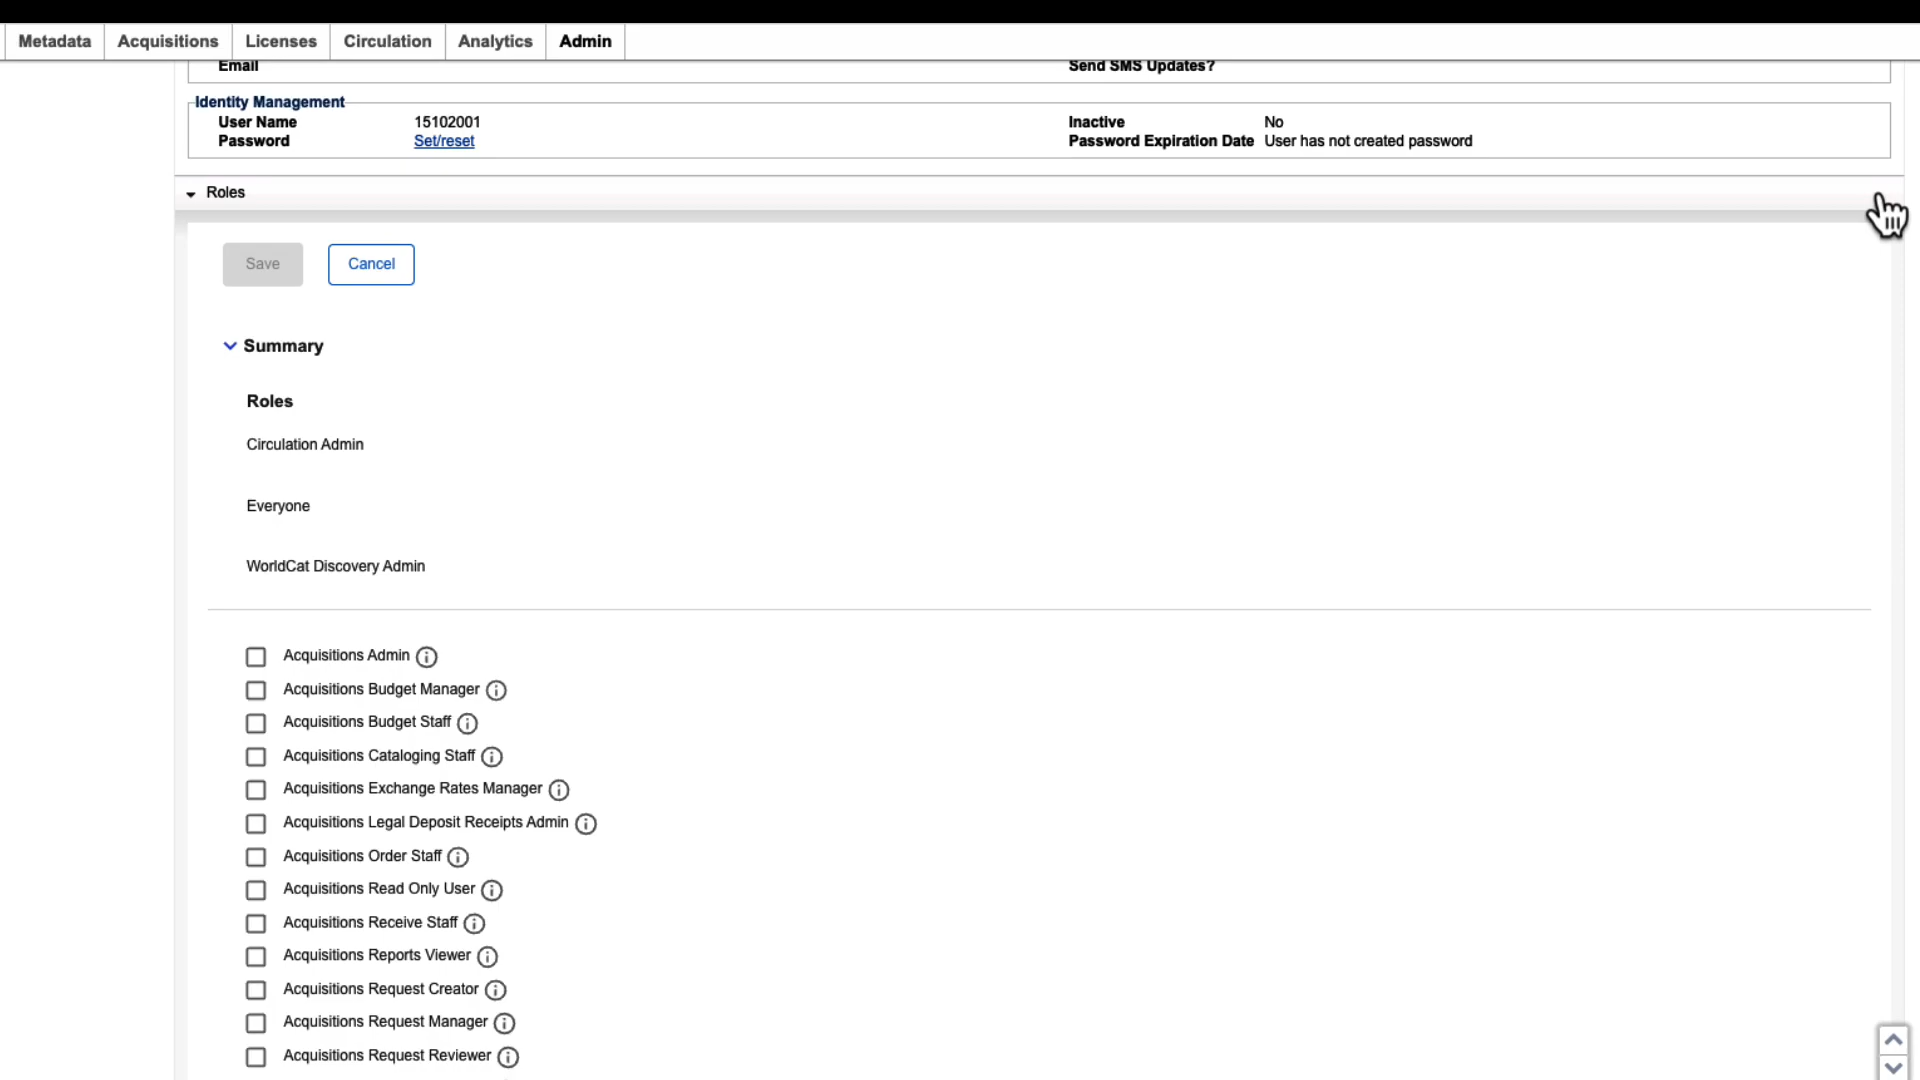 Metadata Acquisitions Licenses Circulation Analytics Admin
Email Send SMS Updates?
Identity Management
User Name 15102001 Inactive No
Password Set/reset Password Expiration Date User has not created password
Roles
Save Cancel
Summary
Roles
Circulation Admin
Everyone
WorldCat Discovery Admin
Acquisitions Admin
Acquisitions Budget Manager
Acquisitions Budget Staff
Acquisitions Cataloging Staff
Acquisitions Exchange Rates Manager
Acquisitions Legal Deposit Receipts Admin
Acquisitions Order Staff
Acquisitions Read Only User
Acquisitions Receive Staff
Acquisitions Reports Viewer
Acquisitions Request Creator
Acquisitions Request Manager
Acquisitions Request Reviewer